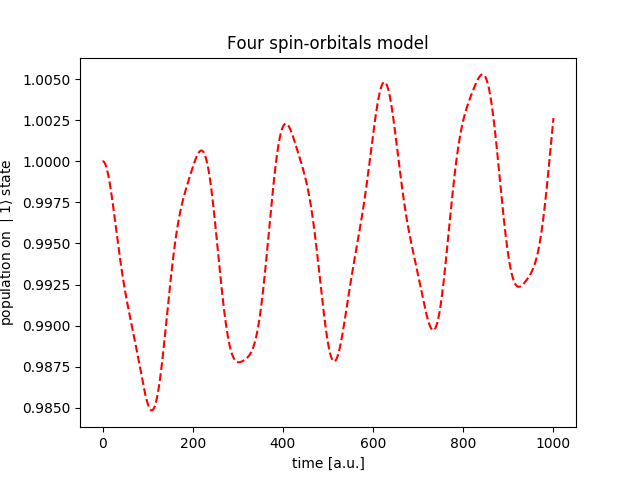 Four spin-orbitals model
population on | 1⟩ state
1.0050
1.0025
1.0000
0.9975
0.9950
0.9925
0.9900
0.9875
0.9850
0 200 400 600 800 1000
time [a.u.]